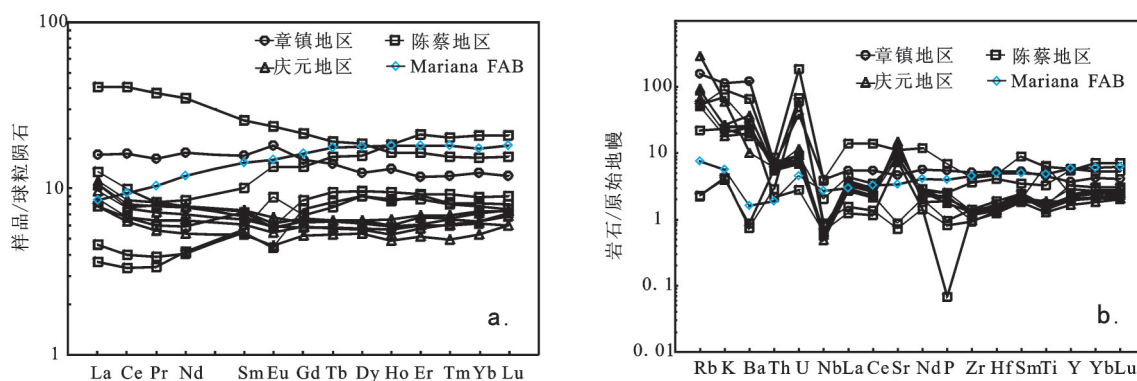 100
10
1
样品/球粒陨石
章镇地区
陈蔡地区
庆元地区
Mariana FAB
a.
La Ce Pr Nd Sm Eu Gd Tb Dy Ho Er Tm Yb Lu
b.
1000
100
10
1
0.1
0.01
岩石/原始地幔
章镇地区
陈蔡地区
庆元地区
Mariana FAB
b.
Rb K Ba Th U Nb La Ce Sr Nd P Zr Hf Sm Ti Y Yb Lu